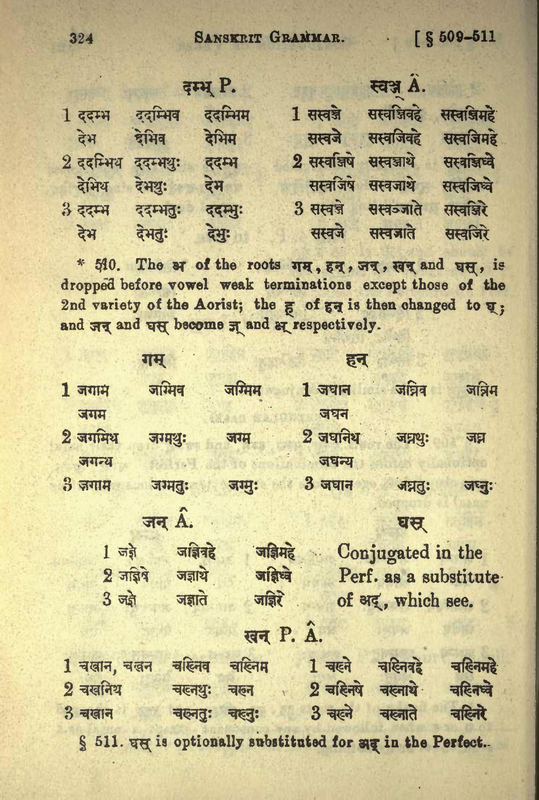 324 SANSKRIT GRAMMAR. [ § 509-511
दम्भ् P. स्वञ्ज् Â.
1 ददम्भ ददम्भिव ददम्भिम 1 सस्वञ्जे सस्वञ्जिवहे सस्वञ्जिमहे
देभ देभिव देभिम सस्वजे सस्वजिवहे सस्वजिमहे
2 ददम्भिथ ददम्भथुः ददम्भ 2 सस्वञ्जिषे सस्वञ्जाथे सस्वञ्जिध्वे
देभिथ देभथुः देभ सस्वजिषे सस्वजाथे सस्वजिध्वे
3 ददम्भ ददम्भतुः ददम्भुः 3 सस्वञ्जे सस्वञ्जाते सस्वञ्जिरे
देभ देभतुः देभुः सस्वजे सस्वजाते सस्वजिरे
* 510. The अ of the roots गम्, हन्, जन्, खन् and घस्, is
dropped before vowel weak terminations except those of the
2nd variety of the Aorist; the ह् of हन् is then changed to घ्;
and जन् and घस् become ज्ञ् and क्ष् respectively.
गम् हन्
1 जगाम जग्मिव जग्मिम 1 जघान जघ्निव जघ्निम
जगम जघन
2 जगमिथ जग्मथुः जग्म 2 जघनिथ जघ्नथुः जघ्न
जगन्थ जघन्थ
3 जगाम जग्मतुः जग्मुः 3 जघान जघ्नतुः जघ्नुः
जन् Â. घस्
1 जज्ञे जज्ञिवहे जज्ञिमहे Conjugated in the
2 जज्ञिषे जज्ञाथे जज्ञिध्वे Perf. as a substitute
3 जज्ञे जज्ञाते जज्ञिरे of अद्, which see.
खन् P. Â.
1 चखान, चखन चख्निव चख्निम 1 चख्ने चख्निवहे चख्निमहे
2 चखनिथ चख्नथुः चख्न 2 चख्निषे चख्नाथे चख्निध्वे
3 चखान चख्नतुः चख्नुः 3 चख्ने चख्नाते चख्निरे
§ 511. घस् is optionally substituted for अद् in the Perfect.